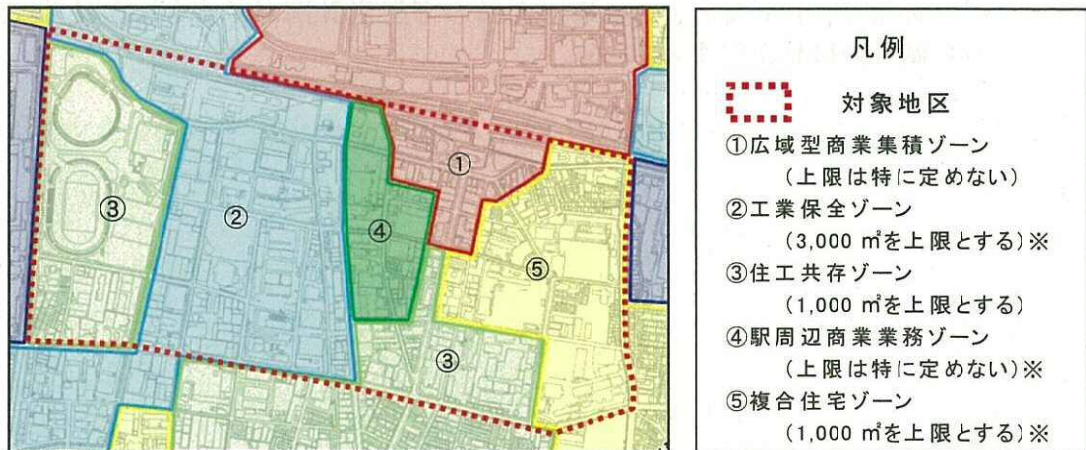 ①
③
②
④
⑤
③
凡例
対象地区
①広域型商業集積ゾーン
(上限は特に定めない)
②工業保全ゾーン
(3,000 ㎡を上限とする)※
③住工共存ゾーン
(1,000 ㎡を上限とする)
④駅周辺商業業務ゾーン
(上限は特に定めない)※
⑤複合住宅ゾーン
(1,000 ㎡を上限とする)※